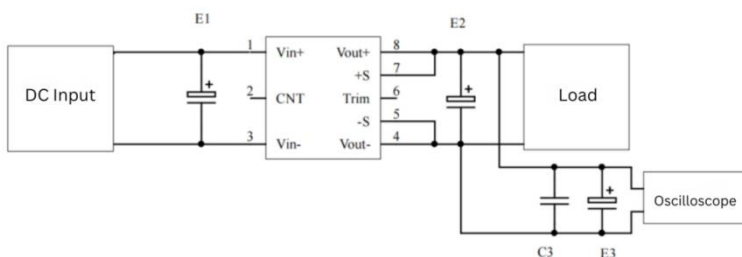 E1
E2
1 Vin+ Vout+ 8
+S 7
DC Input
+
2 CNT Trim 6
+
Load
-S 5
3 Vin- Vout- 4
+
Oscilloscope
C3
E3